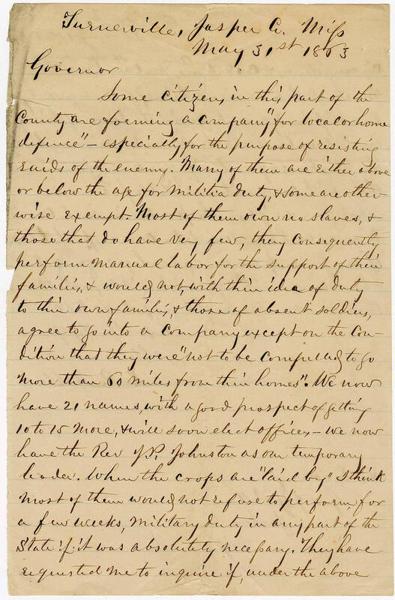 Turnerville, Jasper Co. Miss
May 31st 1863
Governor
Some citizens in this part of the
County are forming a Company "for local or home
defence" – especially for the purpose of resisting
raids of the enemy. Many of them are either above
or below the age for militia duty, & some are other
wise exempt. Most of them own no slaves, &
those that do have very few, they consequently
perform manual labor for the support of their
families, & would not, with their idea of duty
to their own families, & those of absent soldiers,
agree to go into a Company except on the Con-
dition that they were "not to be compelled to go
more than 60 miles from their homes". We now
have 21 names, with a good prospect of getting
10 to 15 more, & will soon elect officers – we now
have the Rev J.P. Johnston as our temporary
leader. When the crops are "laid by" I think
most of them would not refuse to perform, for
a few weeks, military duty in any part of the
State if it was absolutely necessary. They have
requested me to inquire if, under the above